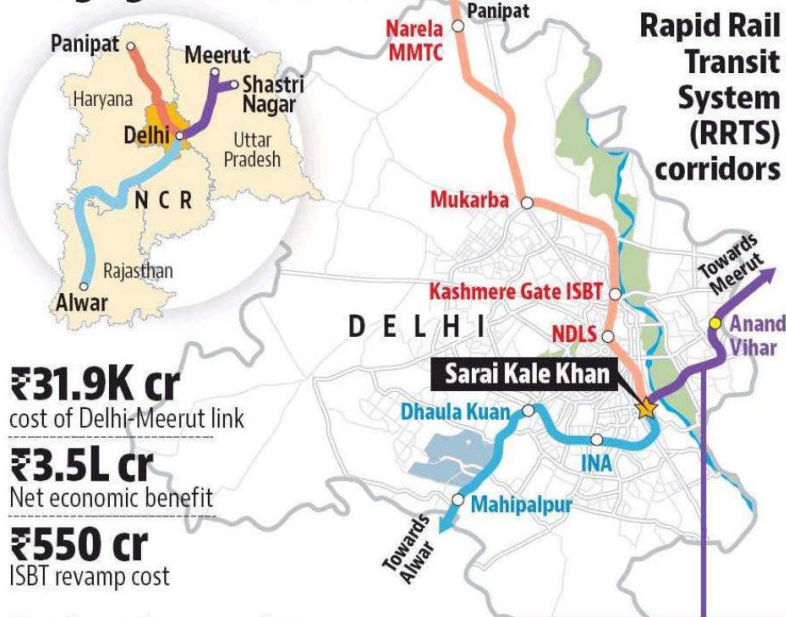 Rapid Rail
Transit
System
(RRTS)
corridors
Panipat
Meerut
Shastri
Nagar
Haryana
Delhi
Uttar
Pradesh
NCR
Rajasthan
Alwar
Panipat
Narela
MMTC
Mukarba
Kashmere Gate ISBT
DELHI
NDLS
Towards
Meerut
Anand
Vihar
Sarai Kale Khan
Dhaula Kuan
INA
Mahipalpur
Towards
Alwar
₹31.9K cr
cost of Delhi-Meerut link
₹3.5L cr
Net economic benefit
₹550 cr
ISBT revamp cost